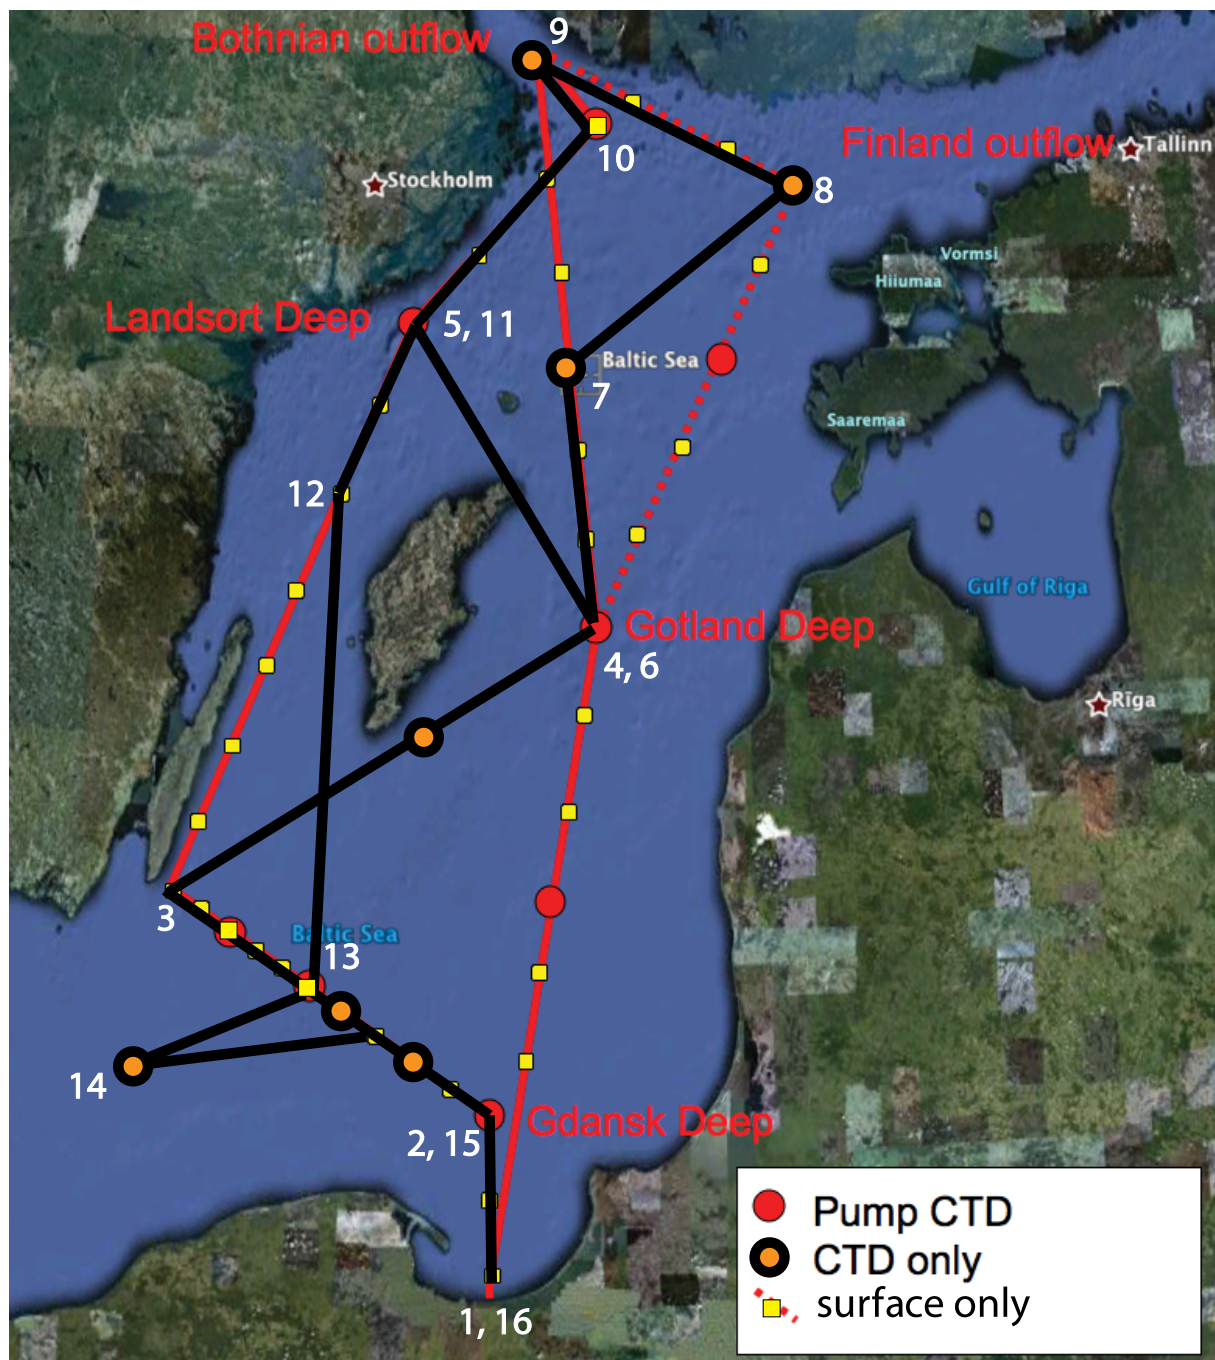 9
Bothnian outflow
Finland outflow
Tallinn
10
Stockholm
8
Vormsi
Hiiumaa
Landsort Deep
5, 11
Baltic Sea
7
Saaremaa
12
Gulf of Riga
Gotland Deep
4, 6
Rīga
3
Baltic Sea
13
14
Gdansk Deep
2, 15
Pump CTD
CTD only
surface only
1, 16